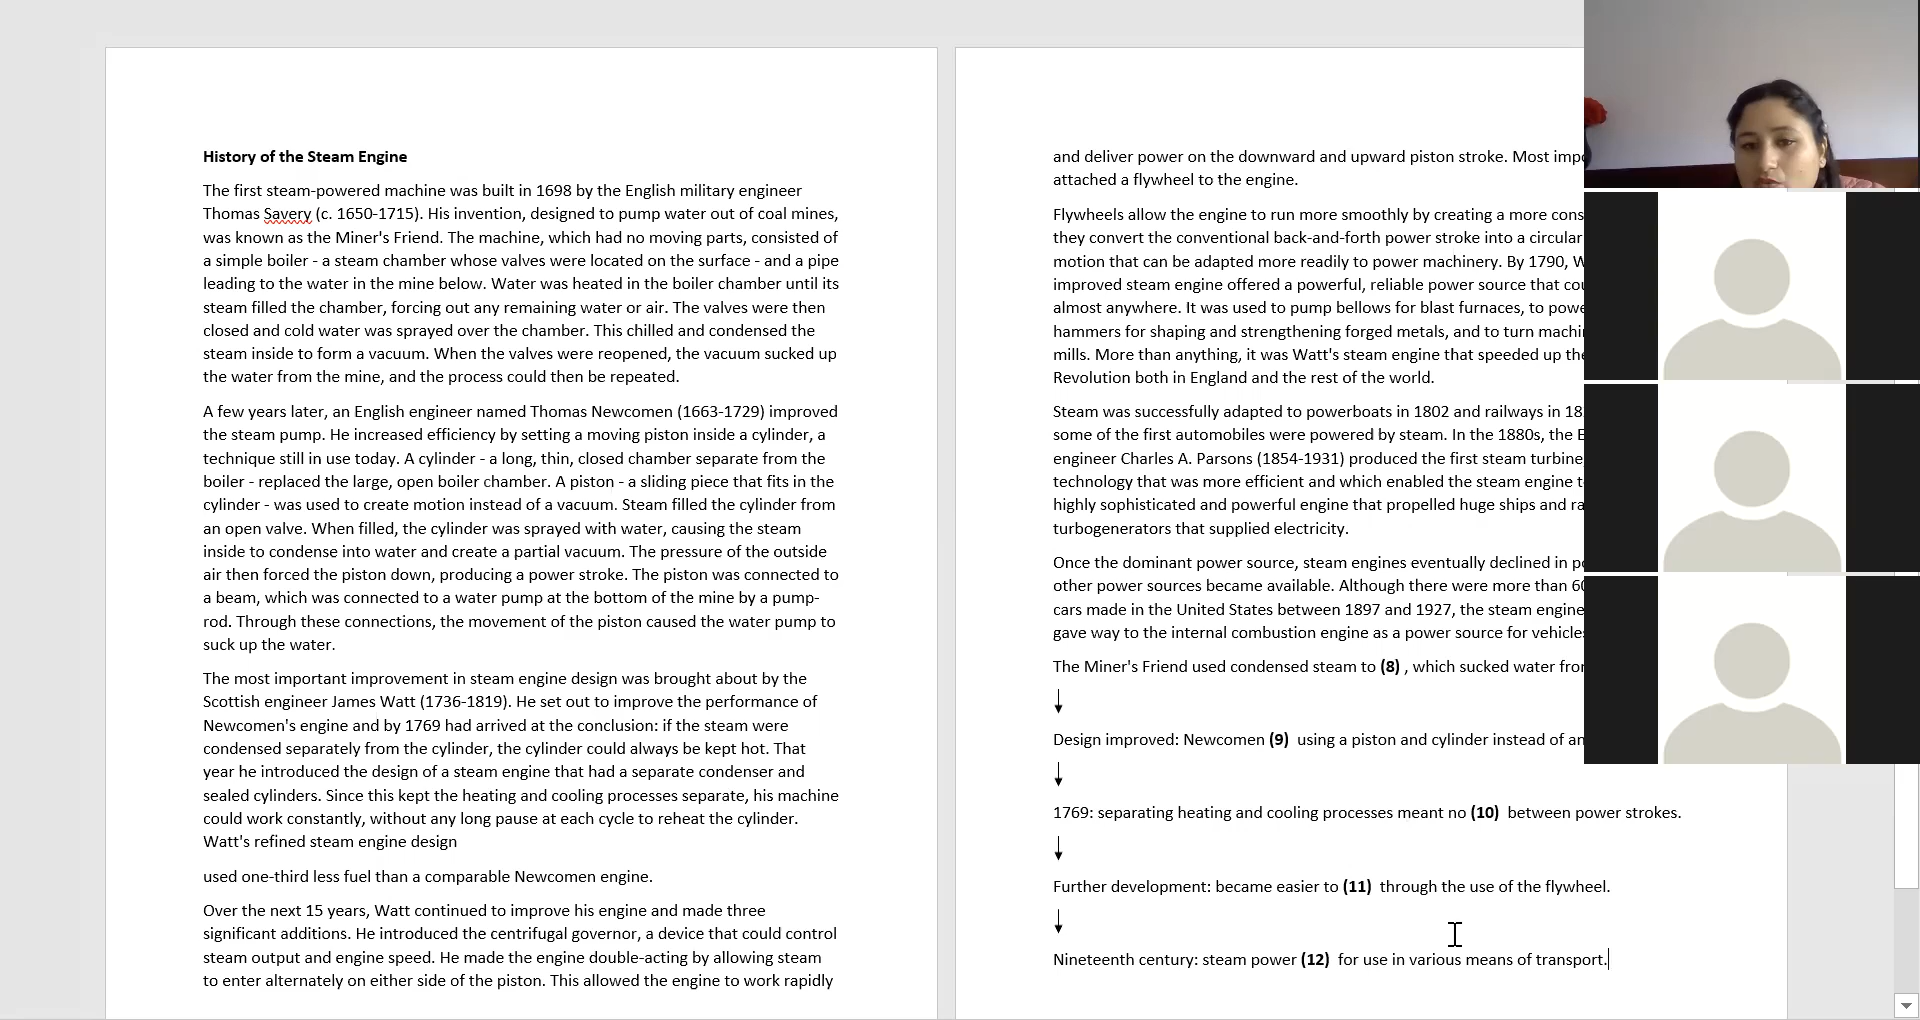 History of the Steam Engine
The first steam-powered machine was built in 1698 by the English military engineer
Thomas Savery (c. 1650-1715). His invention, designed to pump water out of coal mines,
was known as the Miner's Friend. The machine, which had no moving parts, consisted of
a simple boiler - a steam chamber whose valves were located on the surface - and a pipe
leading to the water in the mine below. Water was heated in the boiler chamber until its
steam filled the chamber, forcing out any remaining water or air. The valves were then
closed and cold water was sprayed over the chamber. This chilled and condensed the
steam inside to form a vacuum. When the valves were reopened, the vacuum sucked up
the water from the mine, and the process could then be repeated.
A few years later, an English engineer named Thomas Newcomen (1663-1729) improved
the steam pump. He increased efficiency by setting a moving piston inside a cylinder, a
technique still in use today. A cylinder - a long, thin, closed chamber separate from the
boiler - replaced the large, open boiler chamber. A piston - a sliding piece that fits in the
cylinder - was used to create motion instead of a vacuum. Steam filled the cylinder from
an open valve. When filled, the cylinder was sprayed with water, causing the steam
inside to condense into water and create a partial vacuum. The pressure of the outside
air then forced the piston down, producing a power stroke. The piston was connected to
a beam, which was connected to a water pump at the bottom of the mine by a pump-
rod. Through these connections, the movement of the piston caused the water pump to
suck up the water.
The most important improvement in steam engine design was brought about by the
Scottish engineer James Watt (1736-1819). He set out to improve the performance of
Newcomen's engine and by 1769 had arrived at the conclusion: if the steam were
condensed separately from the cylinder, the cylinder could always be kept hot. That
year he introduced the design of a steam engine that had a separate condenser and
sealed cylinders. Since this kept the heating and cooling processes separate, his machine
could work constantly, without any long pause at each cycle to reheat the cylinder.
Watt's refined steam engine design
used one-third less fuel than a comparable Newcomen engine.
Over the next 15 years, Watt continued to improve his engine and made three
significant additions. He introduced the centrifugal governor, a device that could control
steam output and engine speed. He made the engine double-acting by allowing steam
to enter alternately on either side of the piston. This allowed the engine to work rapidly
and deliver power on the downward and upward piston stroke. Most
attached a flywheel to the engine.
Flywheels allow the engine to run more smoothly by creating a more
they convert the conventional back-and-forth power stroke into a circular
motion that can be adapted more readily to power machinery. By 1790,
improved steam engine offered a powerful, reliable power source that
almost anywhere. It was used to pump bellows for blast furnaces, to
hammers for shaping and strengthening forged metals, and to turn
mills. More than anything, it was Watt's steam engine that speeded up
Revolution both in England and the rest of the world.
Steam was successfully adapted to powerboats in 1802 and railways in
some of the first automobiles were powered by steam. In the 1880s, the
engineer Charles A. Parsons (1854-1931) produced the first steam turbine
technology that was more efficient and which enabled the steam engine
highly sophisticated and powerful engine that propelled huge ships and
turbogenerators that supplied electricity.
Once the dominant power source, steam engines eventually declined in
other power sources became available. Although there were more than
cars made in the United States between 1897 and 1927, the steam engine
gave way to the internal combustion engine as a power source for
The Miner's Friend used condensed steam to (8) , which sucked water
Design improved: Newcomen (9) using a piston and cylinder instead of an
1769: separating heating and cooling processes meant no (10) between power strokes.
Further development: became easier to (11) through the use of the flywheel.
Nineteenth century: steam power (12) for use in various means of transport.